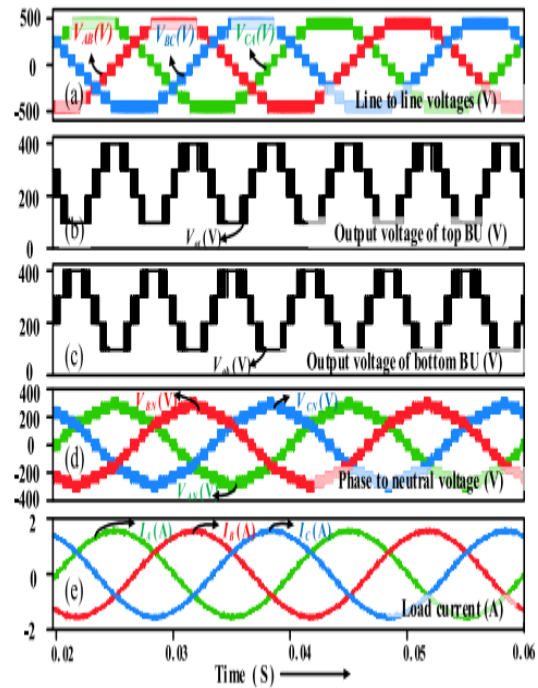 500
0
-500
V_AB(V)
V_BC(V)
V_CA(V)
(a)
Line to line voltages (V)
400
200
0
(b)
(V)
Output voltage of top BU (V)
400
200
0
(c)
(V)
Output voltage of bottom BU (V)
400
200
0
-200
-400
V_BN(V)
V_CN(V)
V_AN(V
(d)
Phase to neutral voltage (V)
2
0
-2
I_A(A)
I_B(A)
I_C(A)
(e)
Load current (A)
0.02
0.03
0.04
0.05
0.06
Time (S)